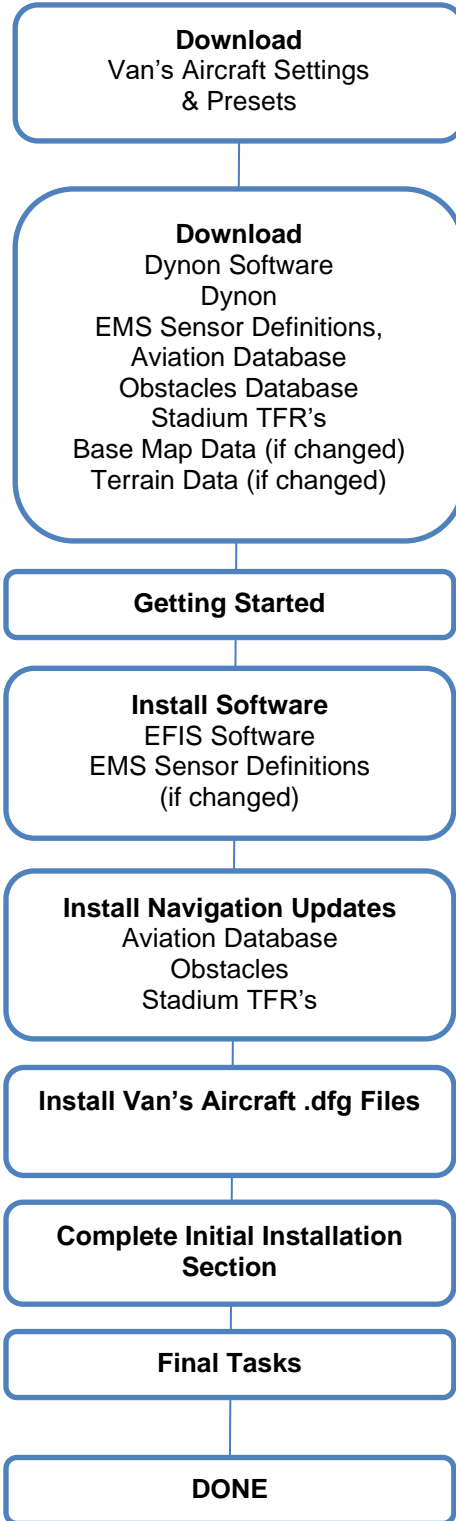 Download
Van’s Aircraft Settings
& Presets
Download
Dynon Software
Dynon
EMS Sensor Definitions,
Aviation Database
Obstacles Database
Stadium TFR’s
Base Map Data (if changed)
Terrain Data (if changed)
Getting Started
Install Software
EFIS Software
EMS Sensor Definitions
(if changed)
Install Navigation Updates
Aviation Database
Obstacles
Stadium TFR’s
Install Van’s Aircraft .dfg Files
Complete Initial Installation
Section
Final Tasks
DONE